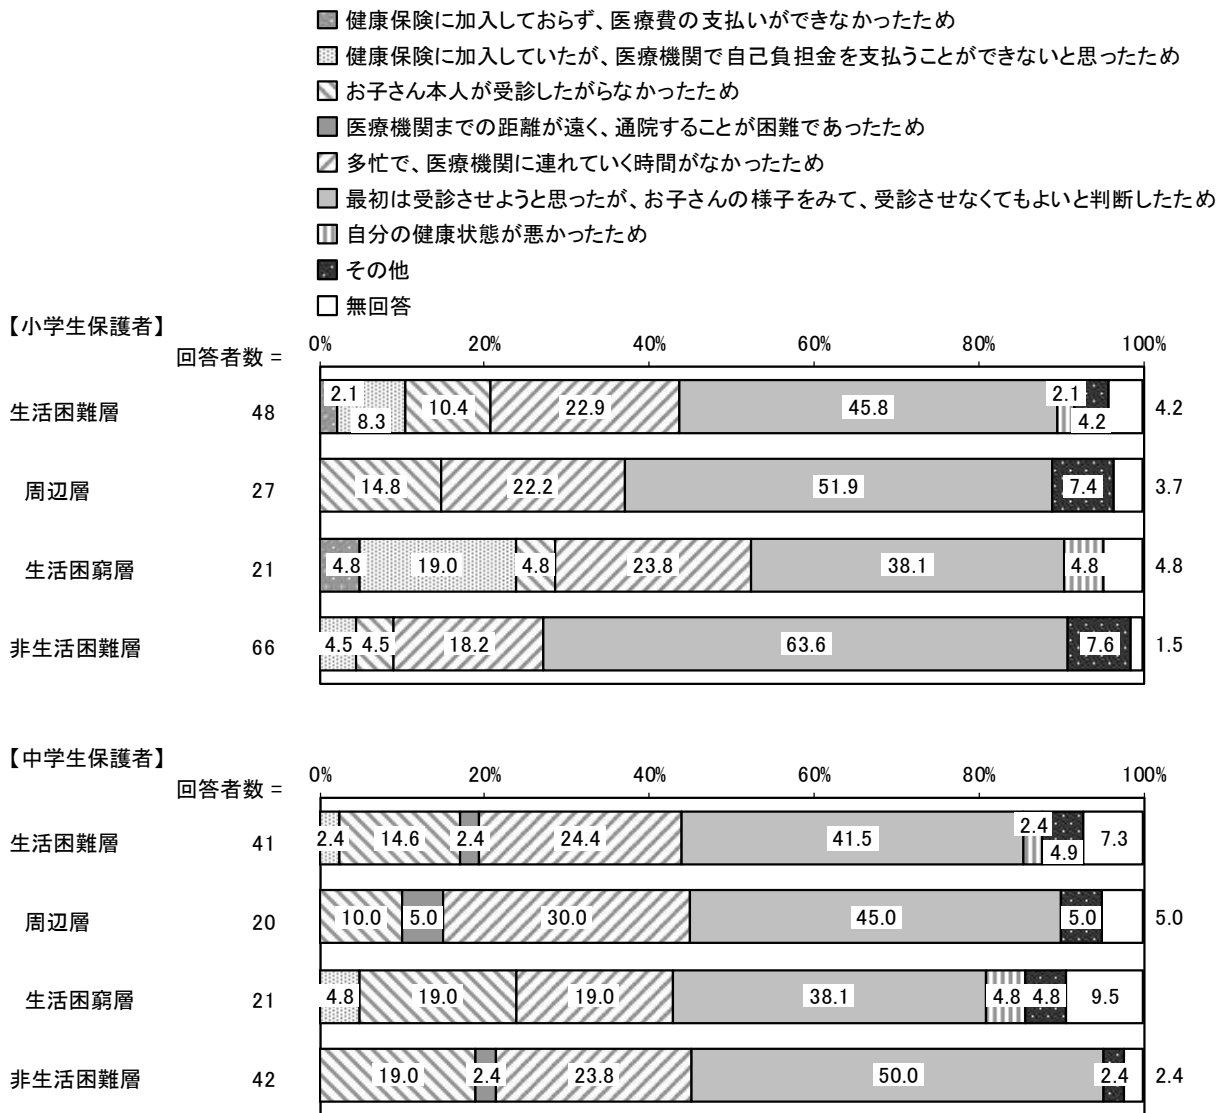 健康保険に加入しておらず、医療費の支払いができなかったため
健康保険に加入していたが、医療機関で自己負担金を支払うことができないと思ったため
お子さん本人が受診したがらなかったため
医療機関までの距離が遠く、通院することが困難であったため
多忙で、医療機関に連れていく時間がなかったため
最初は受診させようと思ったが、お子さんの様子をみて、受診させなくてもよいと判断したため
自分の健康状態が悪かったため
その他
無回答
【小学生保護者】
回答者数 =
0% 20% 40% 60% 80% 100%
生活困難層 48 2.1 8.3 10.4 22.9 45.8 2.1 4.2 4.2
周辺層 27 14.8 22.2 51.9 7.4 3.7
生活困窮層 21 4.8 19.0 4.8 23.8 38.1 4.8 4.8
非生活困難層 66 4.5 4.5 18.2 63.6 7.6 1.5
【中学生保護者】
回答者数 =
0% 20% 40% 60% 80% 100%
生活困難層 41 2.4 14.6 2.4 24.4 41.5 2.4 4.9 7.3
周辺層 20 10.0 5.0 30.0 45.0 5.0 5.0
生活困窮層 21 4.8 19.0 19.0 38.1 4.8 4.8 9.5
非生活困難層 42 19.0 2.4 23.8 50.0 2.4 2.4